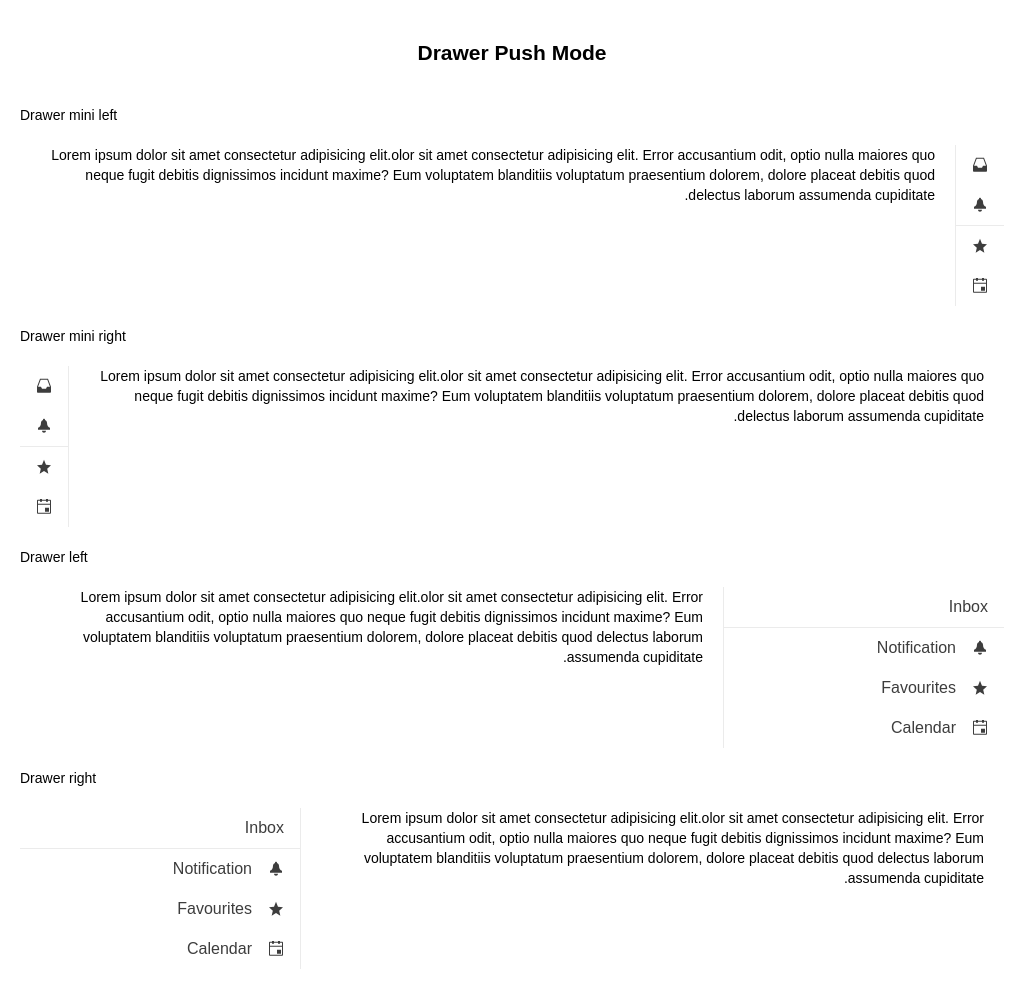 Drawer Push Mode
Drawer mini left
Lorem ipsum dolor sit amet consectetur adipisicing elit.olor sit amet consectetur adipisicing elit. Error accusantium odit, optio nulla maiores quo
neque fugit debitis dignissimos incidunt maxime? Eum voluptatem blanditiis voluptatum praesentium dolorem, dolore placeat debitis quod
.delectus laborum assumenda cupiditate
Drawer mini right
Lorem ipsum dolor sit amet consectetur adipisicing elit.olor sit amet consectetur adipisicing elit. Error accusantium odit, optio nulla maiores quo
neque fugit debitis dignissimos incidunt maxime? Eum voluptatem blanditiis voluptatum praesentium dolorem, dolore placeat debitis quod
.delectus laborum assumenda cupiditate
Drawer left
Lorem ipsum dolor sit amet consectetur adipisicing elit.olor sit amet consectetur adipisicing elit. Error
accusantium odit, optio nulla maiores quo neque fugit debitis dignissimos incidunt maxime? Eum
voluptatem blanditiis voluptatum praesentium dolorem, dolore placeat debitis quod delectus laborum
.assumenda cupiditate
Inbox
Notification
Favourites
Calendar
Drawer right
Inbox
Notification
Favourites
Calendar
Lorem ipsum dolor sit amet consectetur adipisicing elit.olor sit amet consectetur adipisicing elit. Error
accusantium odit, optio nulla maiores quo neque fugit debitis dignissimos incidunt maxime? Eum
voluptatem blanditiis voluptatum praesentium dolorem, dolore placeat debitis quod delectus laborum
.assumenda cupiditate